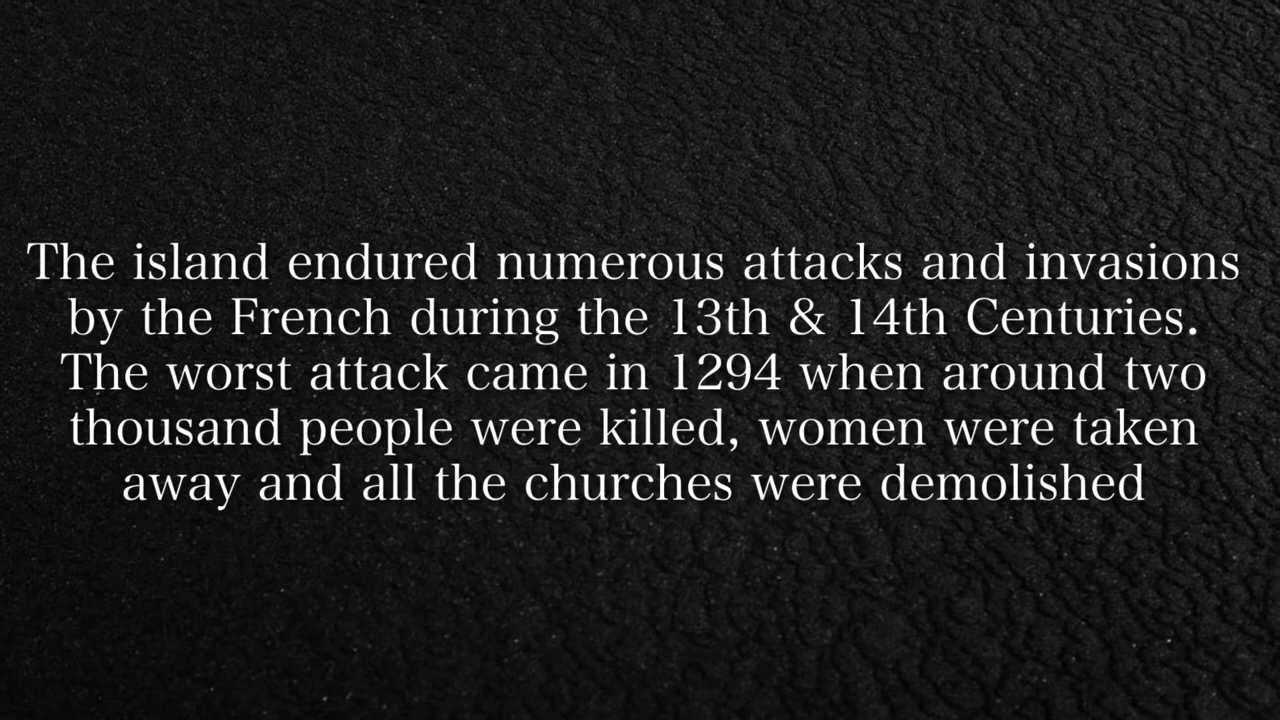 The island endured numerous attacks and invasions
by the French during the 13th & 14th Centuries.
The worst attack came in 1294 when around two
thousand people were killed, women were taken
away and all the churches were demolished